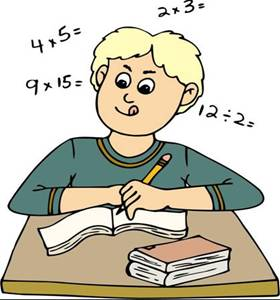 2 x 3 =
4 x 5 =
9 x 15 =
12 ÷ 2 =